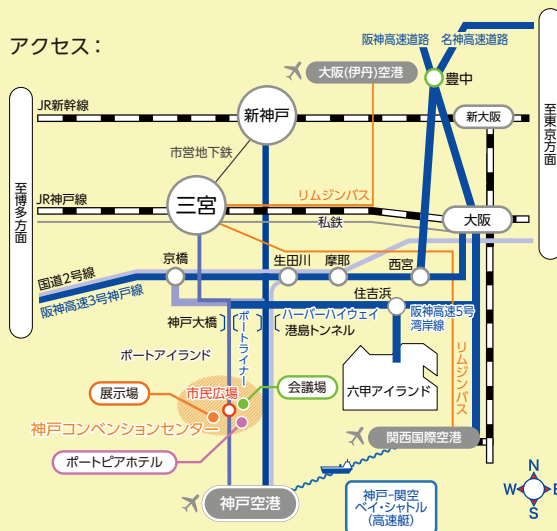 アクセス：
阪神高速道路
名神高速道路
大阪(伊丹)空港
豊中
JR新幹線
新神戸
新大阪
至東京方面
市営地下鉄
至博多方面
JR神戸線
三宮
リムジンバス
私鉄
大阪
京橋
生田川
摩耶
西宮
国道2号線
阪神高速3号神戸線
住吉浜
神戸大橋
ポートライナー
ハーバーハイウェイ
港島トンネル
阪神高速5号
湾岸線
ポートアイランド
六甲アイランド
リムジンバス
展示場
市民広場
会議場
神戸コンベンションセンター
関西国際空港
ポートピアホテル
神戸空港
神戸-関空
ベイ・シャトル
(高速艇)
N
W
E
S